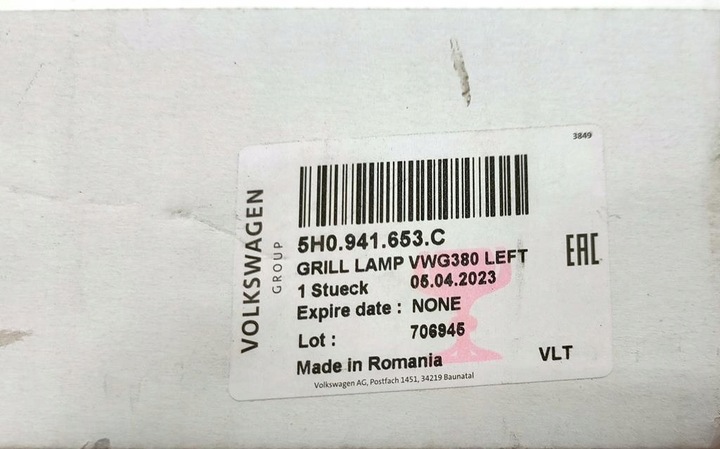 3849
VOLKSWAGEN
GROUP
5H0.941.653.C
GRILL LAMP VWG380 LEFT
1 Stueck 05.04.2023
Expire date : NONE
Lot : 706945
Made in Romania
EAC
VLT
Volkswagen AG, Postfach 1451, 34219 Baunatal